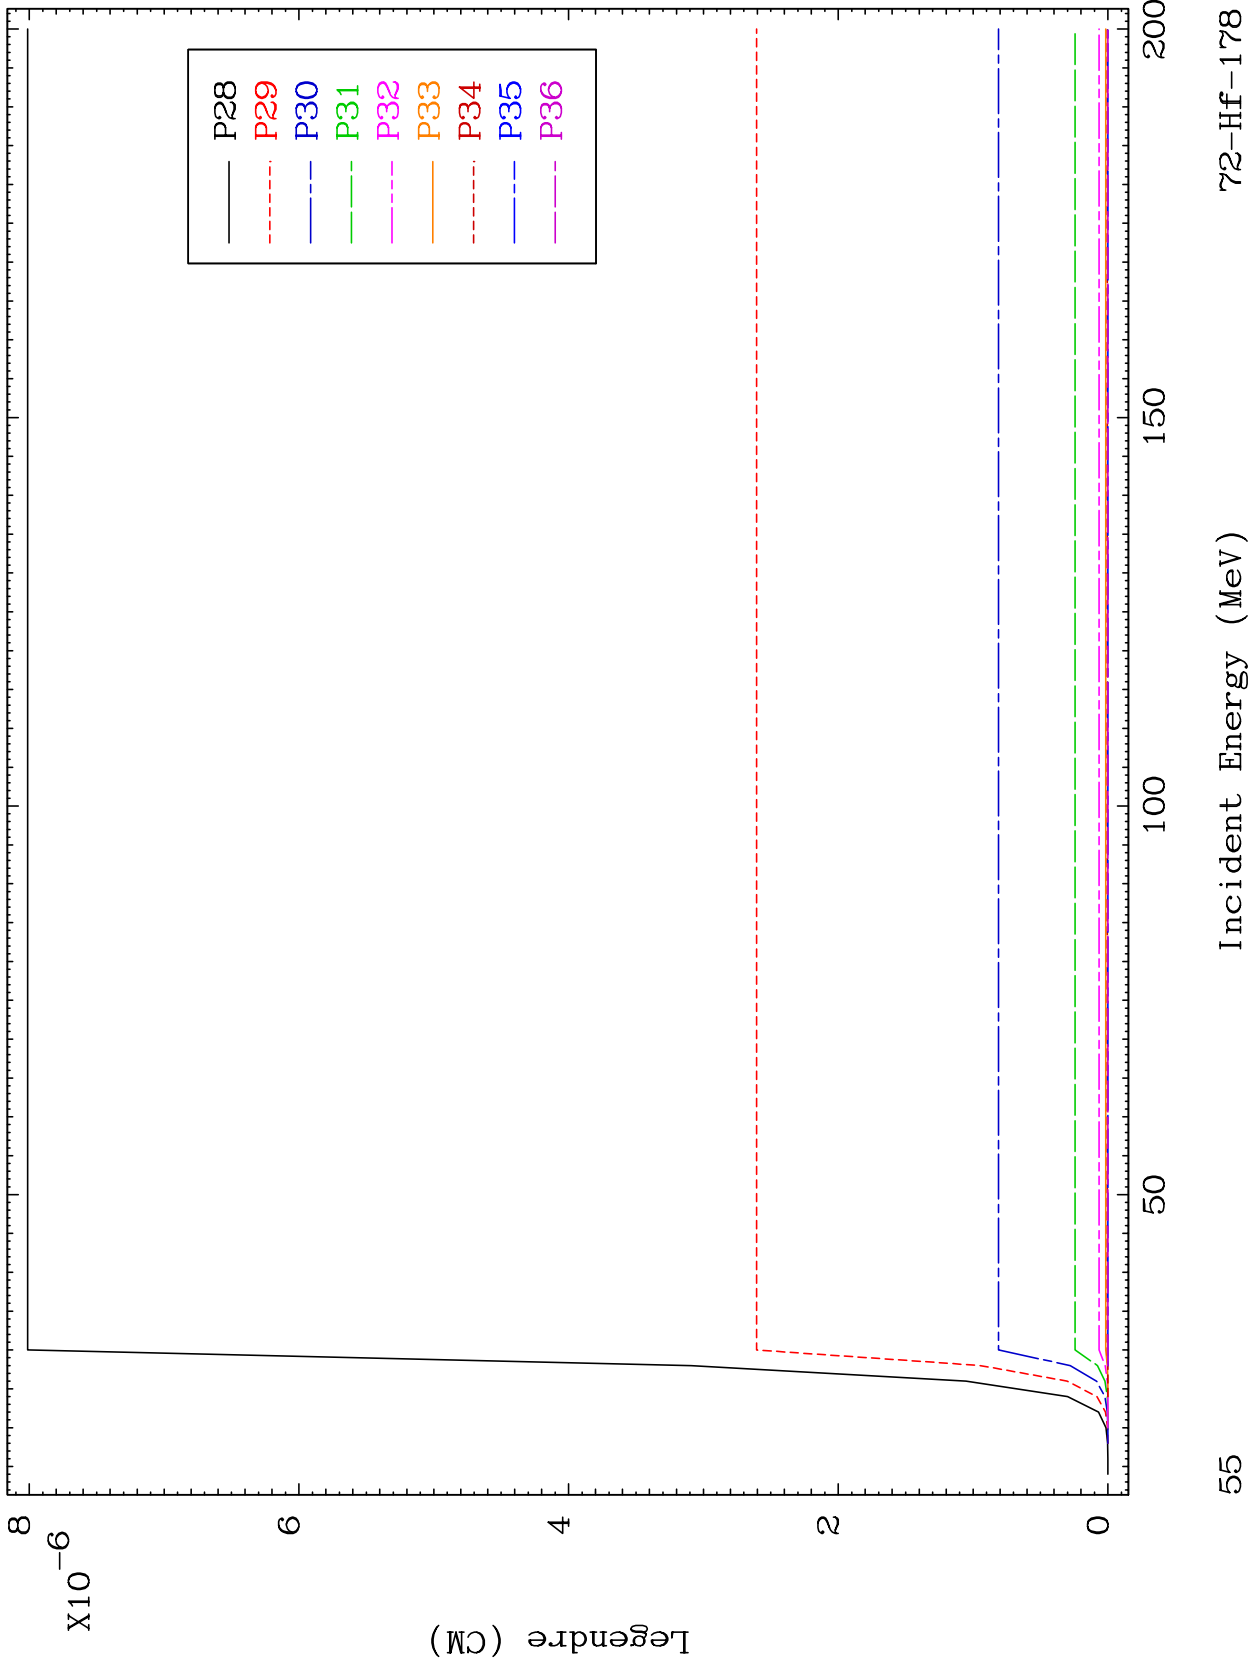 8
X10-6
6
4
2
0
Legendre (CM)
P28
P29
P30
P31
P32
P33
P34
P35
P36
50
100
150
200
Incident Energy (MeV)
55
72-Hf-178